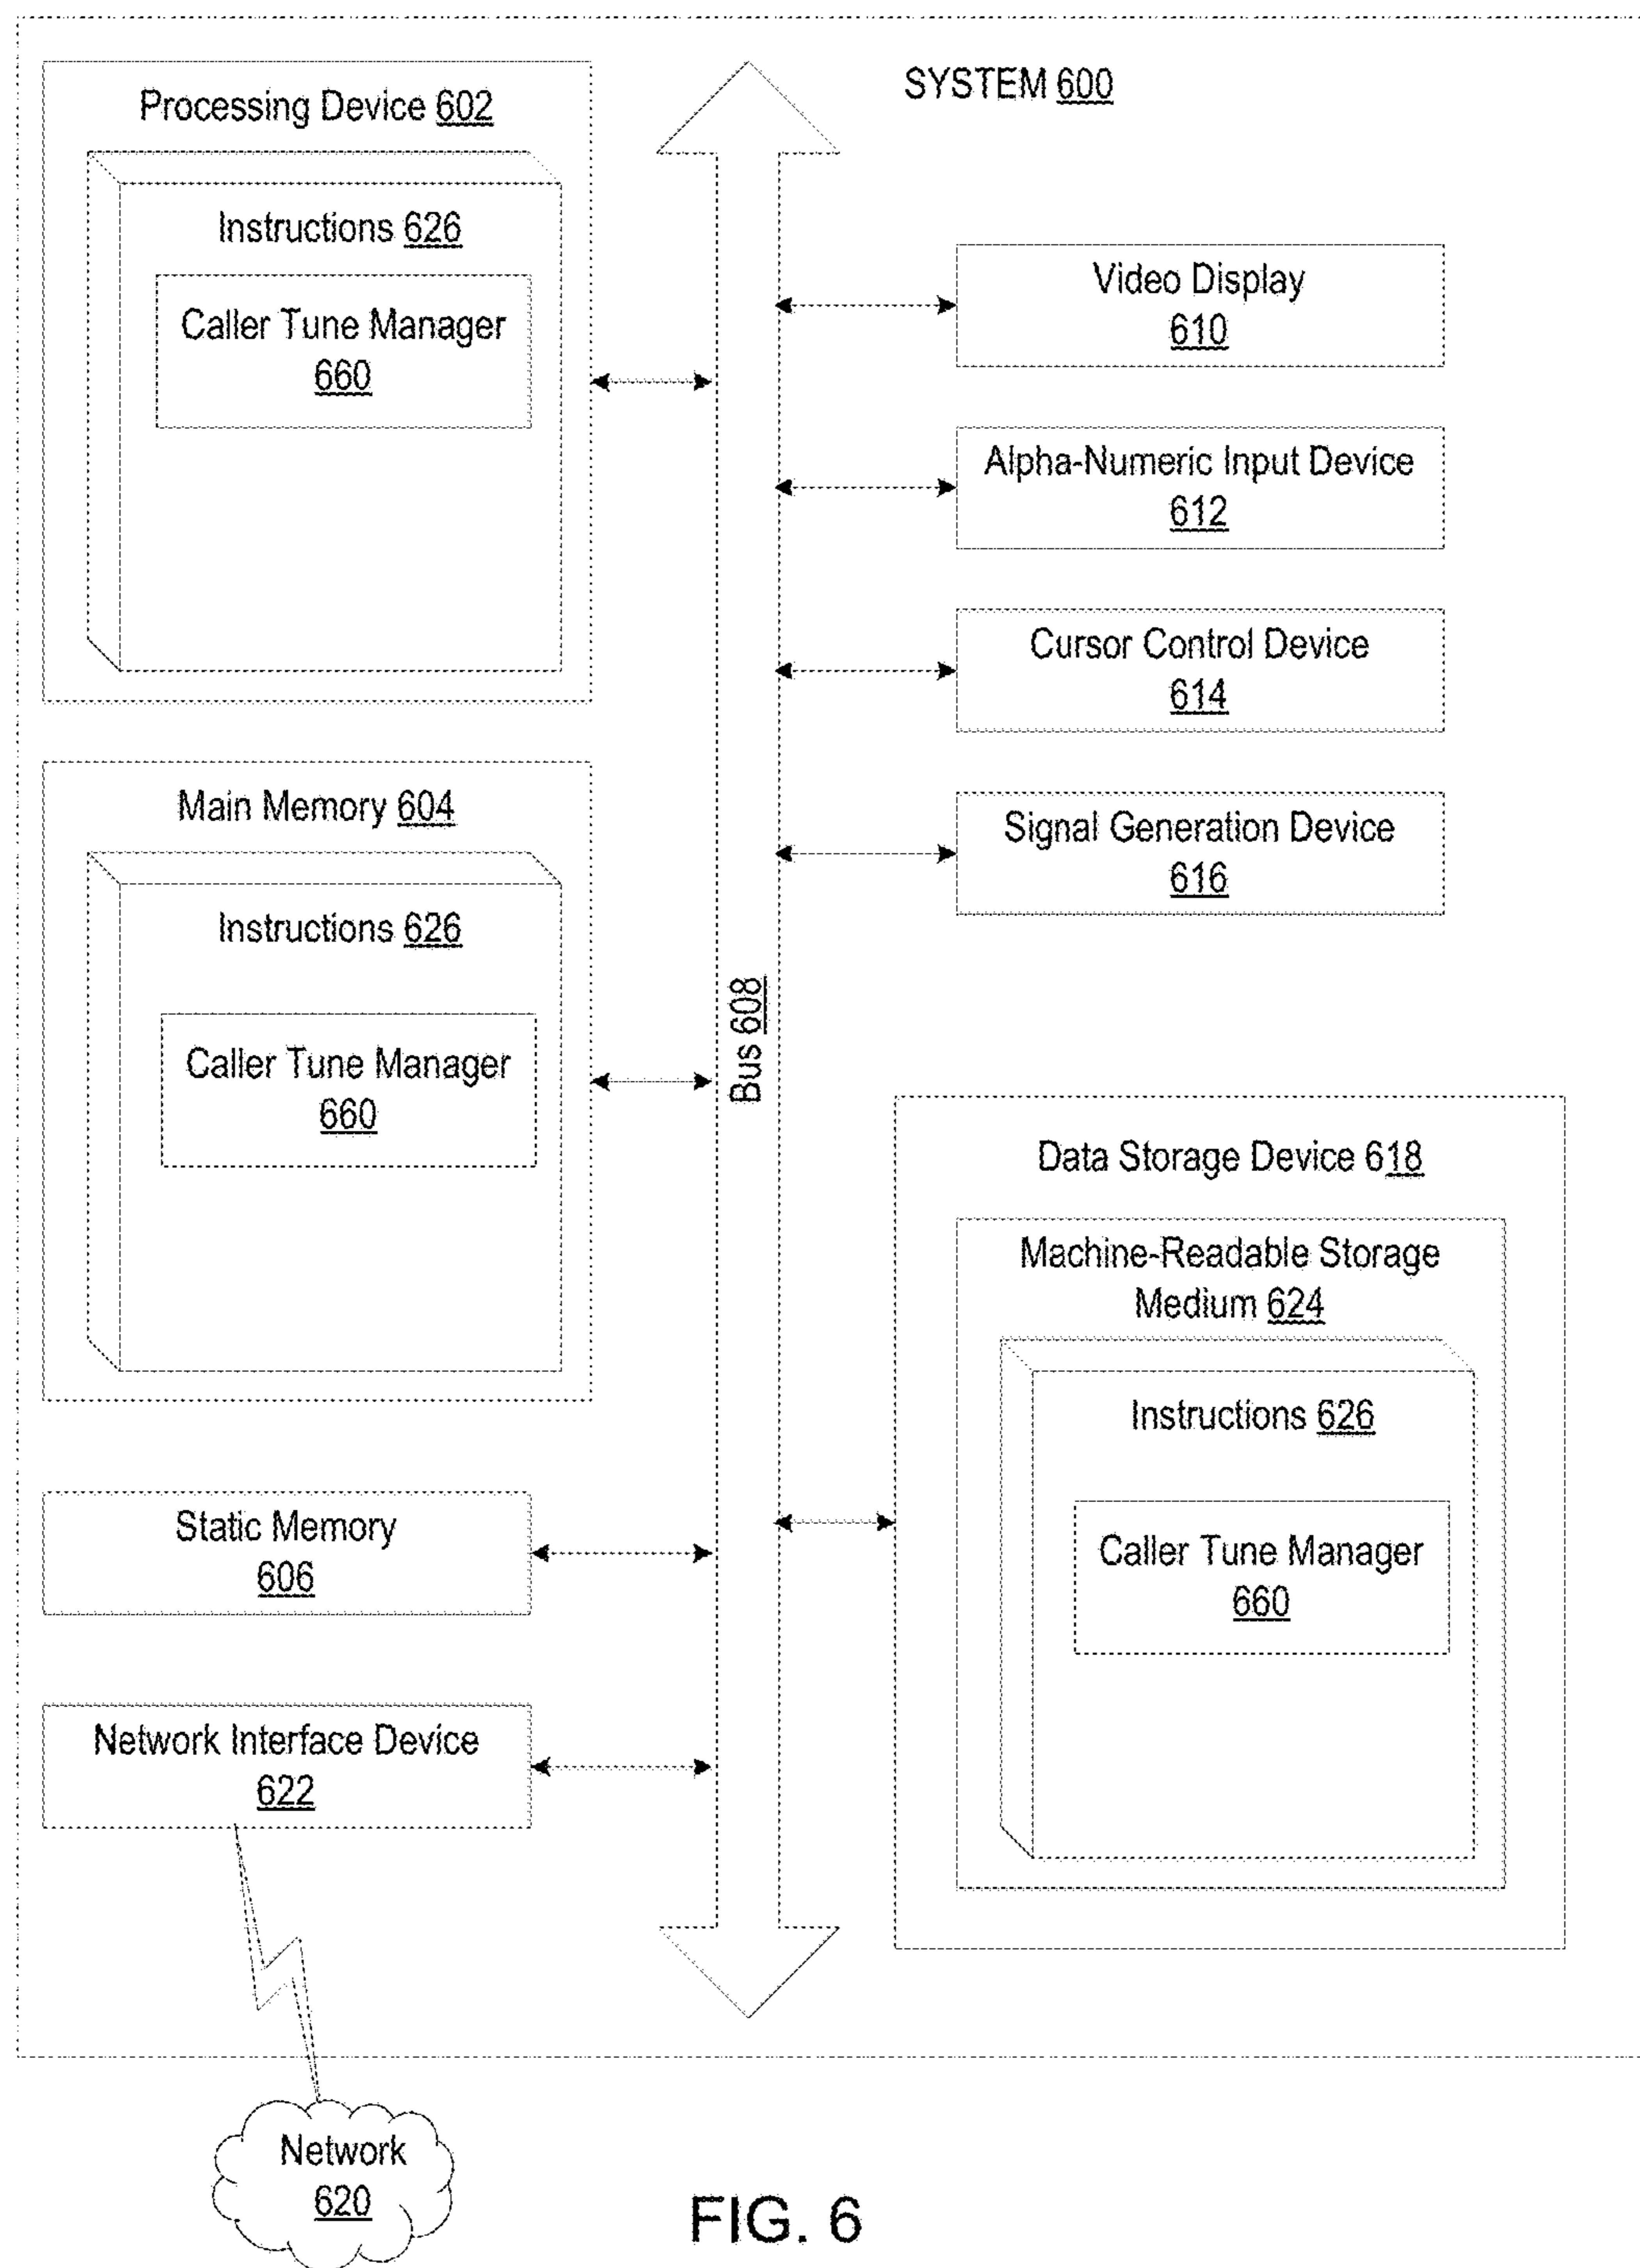 SYSTEM 600
Processing Device 602
Instructions 626
Caller Tune Manager
660
Main Memory 604
Instructions 626
Caller Tune Manager
660
Static Memory
606
Network Interface Device
622
Bus 608
Video Display
610
Alpha-Numeric Input Device
612
Cursor Control Device
614
Signal Generation Device
616
Data Storage Device 618
Machine-Readable Storage
Medium 624
Instructions 626
Caller Tune Manager
660
Network
620
FIG. 6